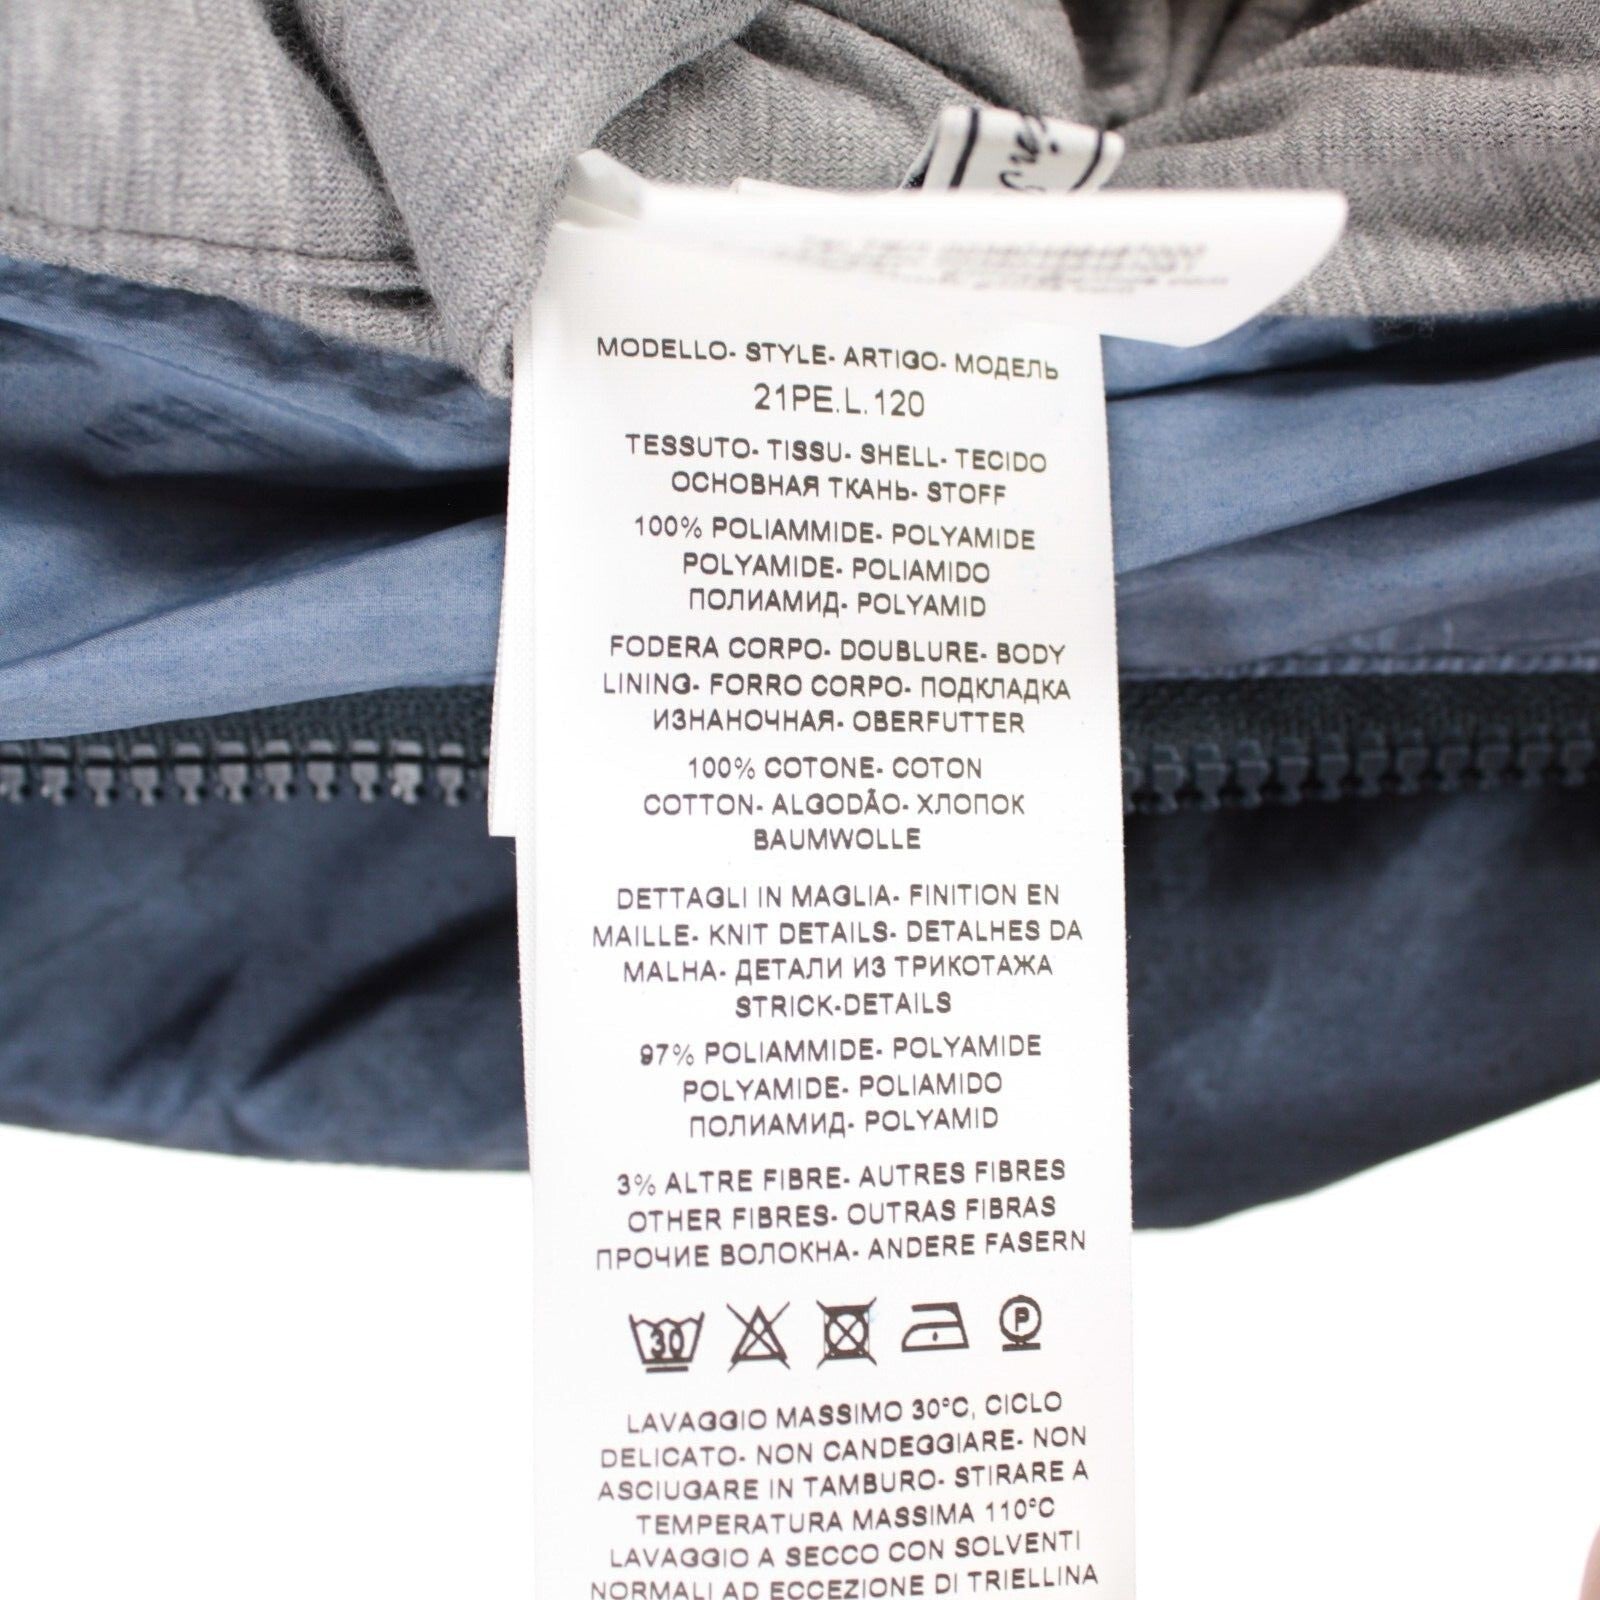 MODELLO- STYLE- ARTIGO- МОДЕЛЬ
21PE.L.120
TESSUTO- TISSU- SHELL- TECIDO
ОСНОВНАЯ ТКАНЬ- STOFF
100% POLIAMMIDE- POLYAMIDE
POLYAMIDE- POLIAMIDO
ПОЛИАМИД- POLYAMID
FODERA CORPO- DOUBLURE- BODY
LINING- FORRO CORPO- ПОДКЛАДКА
ИЗНАНОЧНАЯ- OBERFUTTER
100% COTONE- COTON
COTTON- ALGODÃO- ХЛОПОК
BAUMWOLLE
DETTAGLI IN MAGLIA- FINITION EN
MAILLE- KNIT DETAILS- DETALHES DA
MALHA- ДЕТАЛИ ИЗ ТРИКОТАЖА
STRICK-DETAILS
97% POLIAMMIDE- POLYAMIDE
POLYAMIDE- POLIAMIDO
ПОЛИАМИД- POLYAMID
3% ALTRE FIBRE- AUTRES FIBRES
OTHER FIBRES- OUTRAS FIBRAS
ПРОЧИЕ ВОЛОКНА- ANDERE FASERN
30 P
LAVAGGIO MASSIMO 30°C, CICLO
DELICATO- NON CANDEGGIARE- NON
ASCIUGARE IN TAMBURO- STIRARE A
TEMPERATURA MASSIMA 110°C
LAVAGGIO A SECCO CON SOLVENTI
NORMALI AD ECCEZIONE DI TRIELLINA